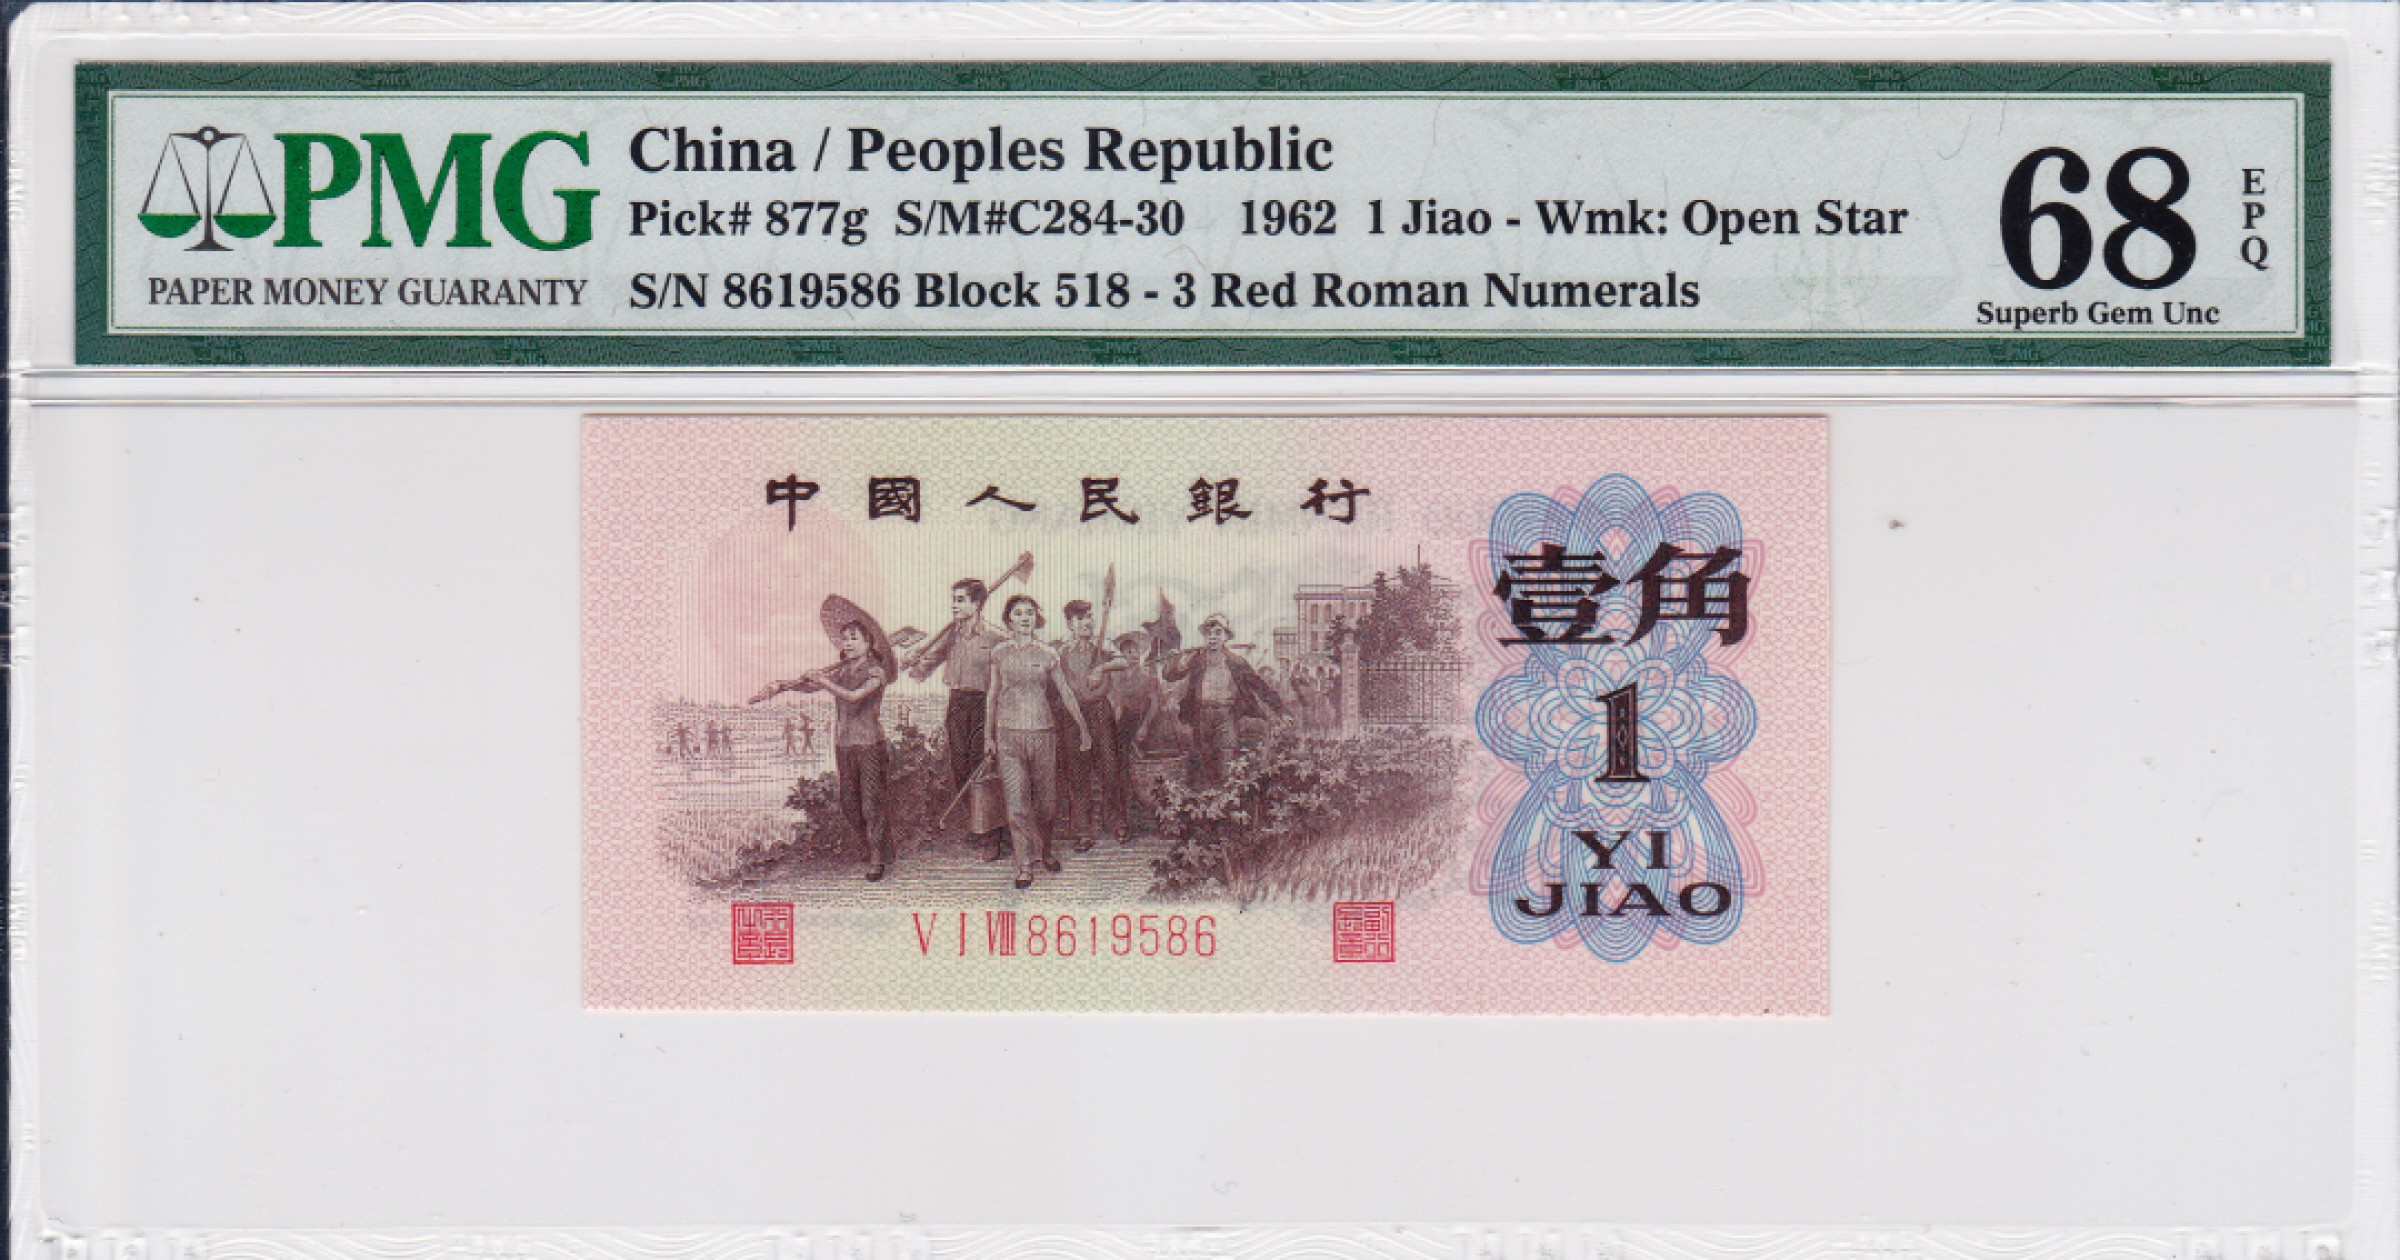 PMG
PAPER MONEY GUARANTY
China / Peoples Republic
Pick# 877g S/M#C284-30 1962 1 Jiao - Wmk: Open Star
S/N 8619586 Block 518 - 3 Red Roman Numerals
68
EPQ
Superb Gem Unc
中國人民銀行
壹角
1
YI
JIAO
V I VIII 8619586